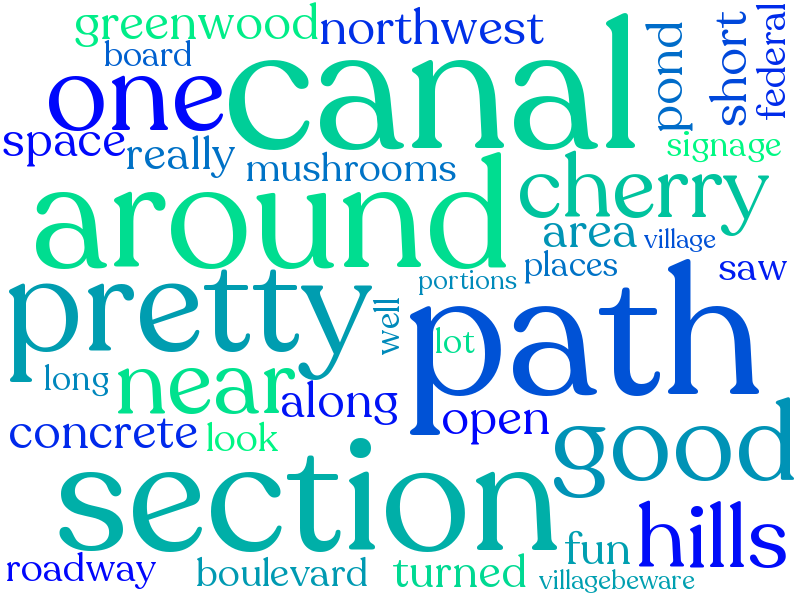 greenwood
northwest
board
one
canal
pond
short
federal
space
really
mushrooms
signage
around
cherry
area
village
places
saw
portions
pretty
well
path
lot
long
near
along
open
concrete
look
good
section
hills
fun
roadway
boulevard
turned
villagebeware